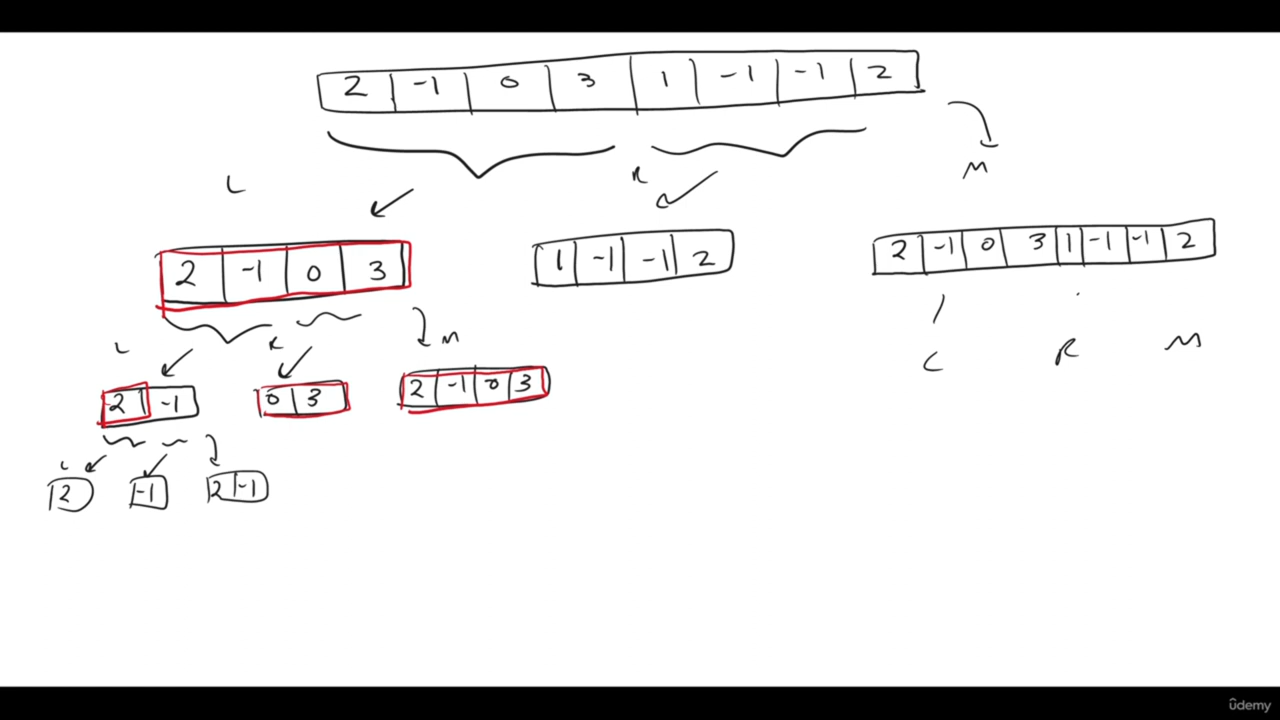 2 -1 0 3 1 -1 -1 2
L R M
2 -1 0 3
1 -1 -1 2
2 -1 0 3 1 -1 -1 2
L R M
L R M
2 -1
0 3
2 -1 0 3
L
2
-1
2 -1
ûdemy